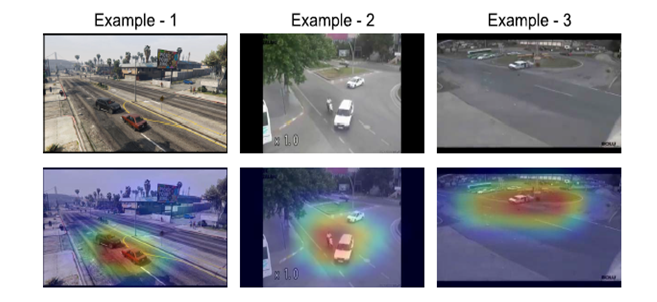 Example - 1
Example - 2
Example - 3
x 1.0
x 1.0